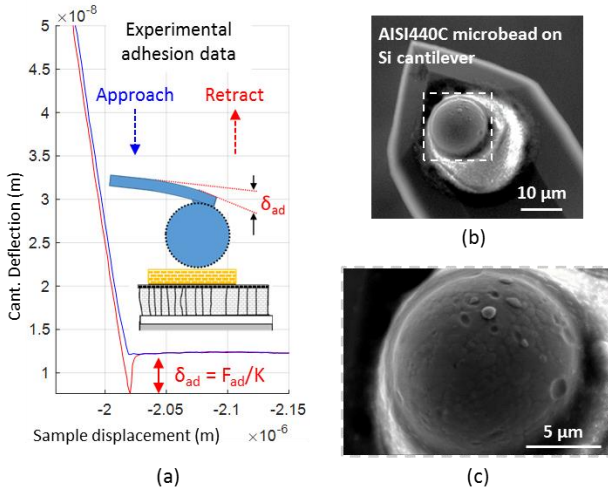 5
×10⁻⁸
4.5
4
3.5
3
2.5
2
1.5
1
Cant. Deflection (m)
Experimental
adhesion data
Approach
Retract
δad
δad = Fad/K
-2
-2.05
-2.1
-2.15
Sample displacement (m)
×10⁻⁶
(a)
AISI440C microbead on
Si cantilever
10 µm
(b)
5 µm
(c)